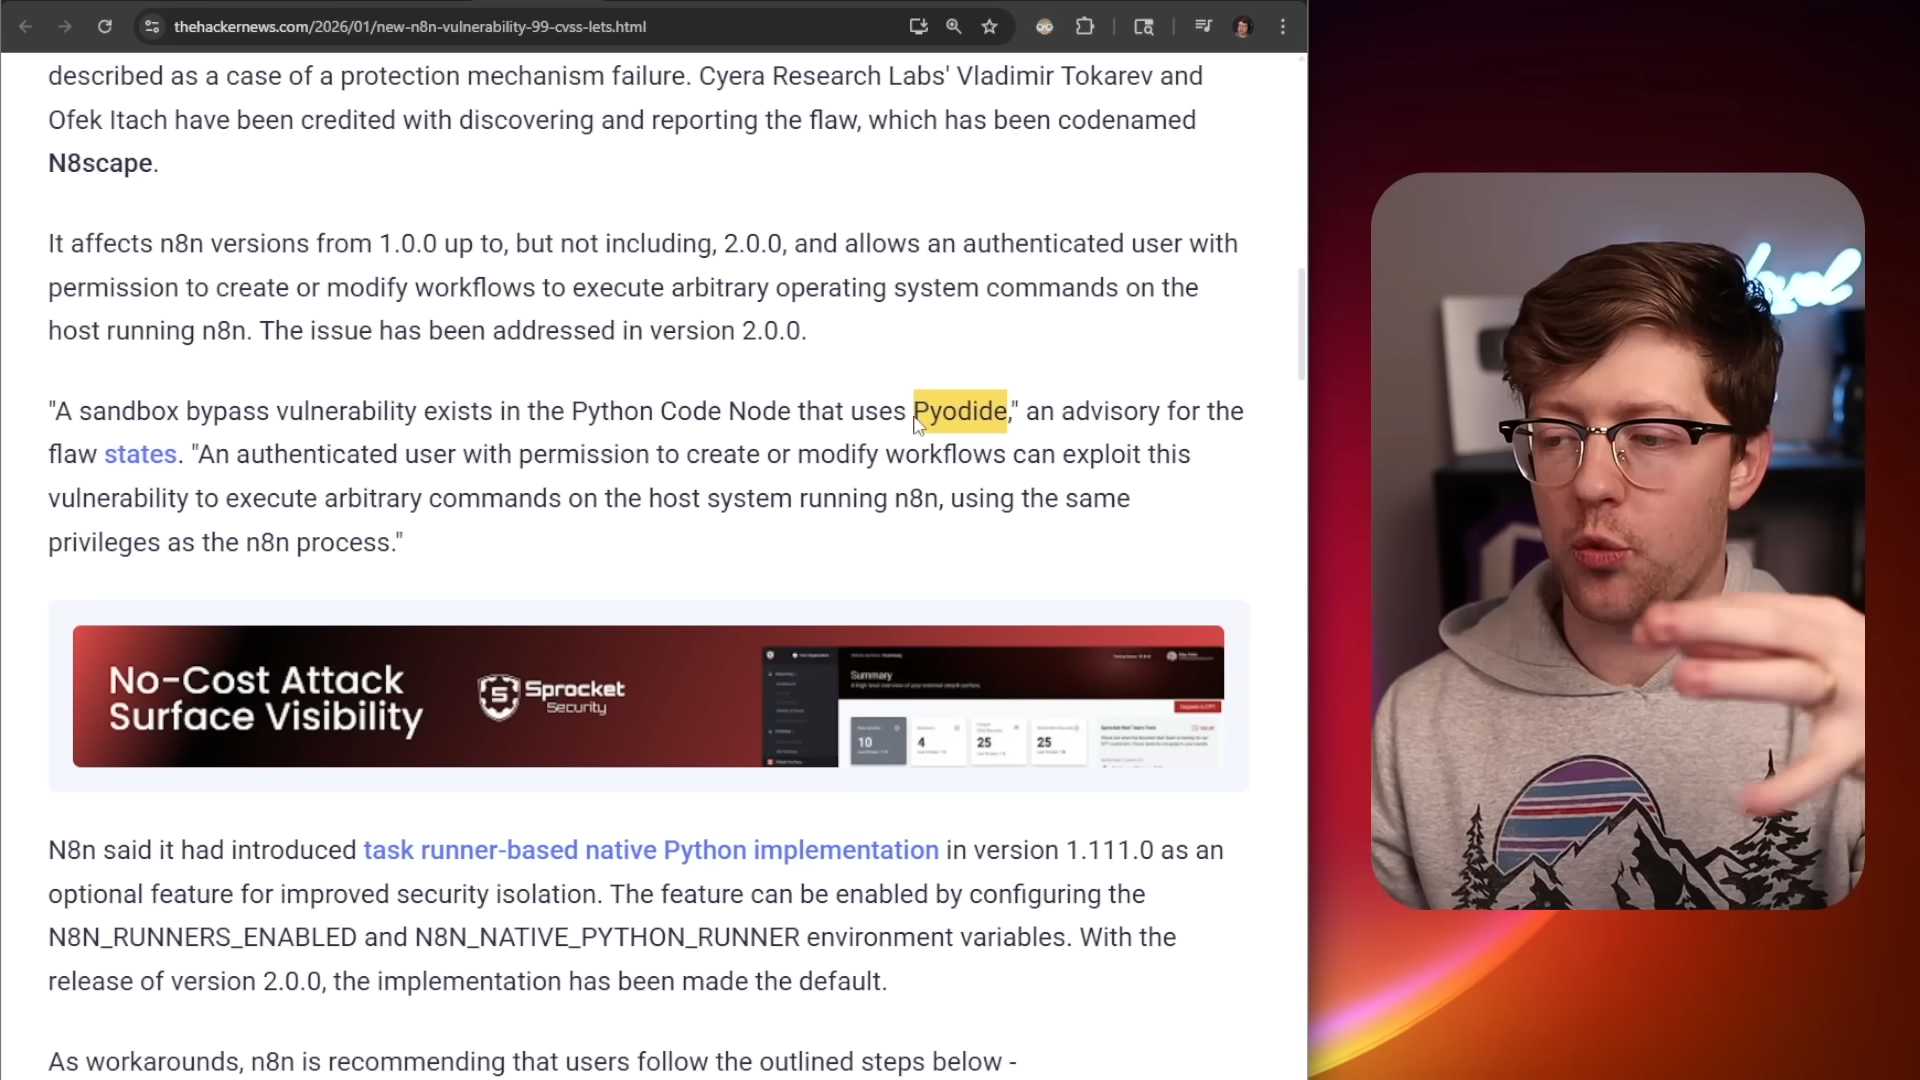 thehackernews.com/2026/01/new-n8n-vulnerability-99-cvss-lets.html
described as a case of a protection mechanism failure. Cyera Research Labs' Vladimir Tokarev and
Ofek Itach have been credited with discovering and reporting the flaw, which has been codenamed
N8scape.
It affects n8n versions from 1.0.0 up to, but not including, 2.0.0, and allows an authenticated user with
permission to create or modify workflows to execute arbitrary operating system commands on the
host running n8n. The issue has been addressed in version 2.0.0.
"A sandbox bypass vulnerability exists in the Python Code Node that uses Pyodide," an advisory for the
flaw states. "An authenticated user with permission to create or modify workflows can exploit this
vulnerability to execute arbitrary commands on the host system running n8n, using the same
privileges as the n8n process."
No-Cost Attack
Surface Visibility
Sprocket
Security
Summary
10
4
25
25
N8n said it had introduced task runner-based native Python implementation in version 1.111.0 as an
optional feature for improved security isolation. The feature can be enabled by configuring the
N8N_RUNNERS_ENABLED and N8N_NATIVE_PYTHON_RUNNER environment variables. With the
release of version 2.0.0, the implementation has been made the default.
As workarounds, n8n is recommending that users follow the outlined steps below -